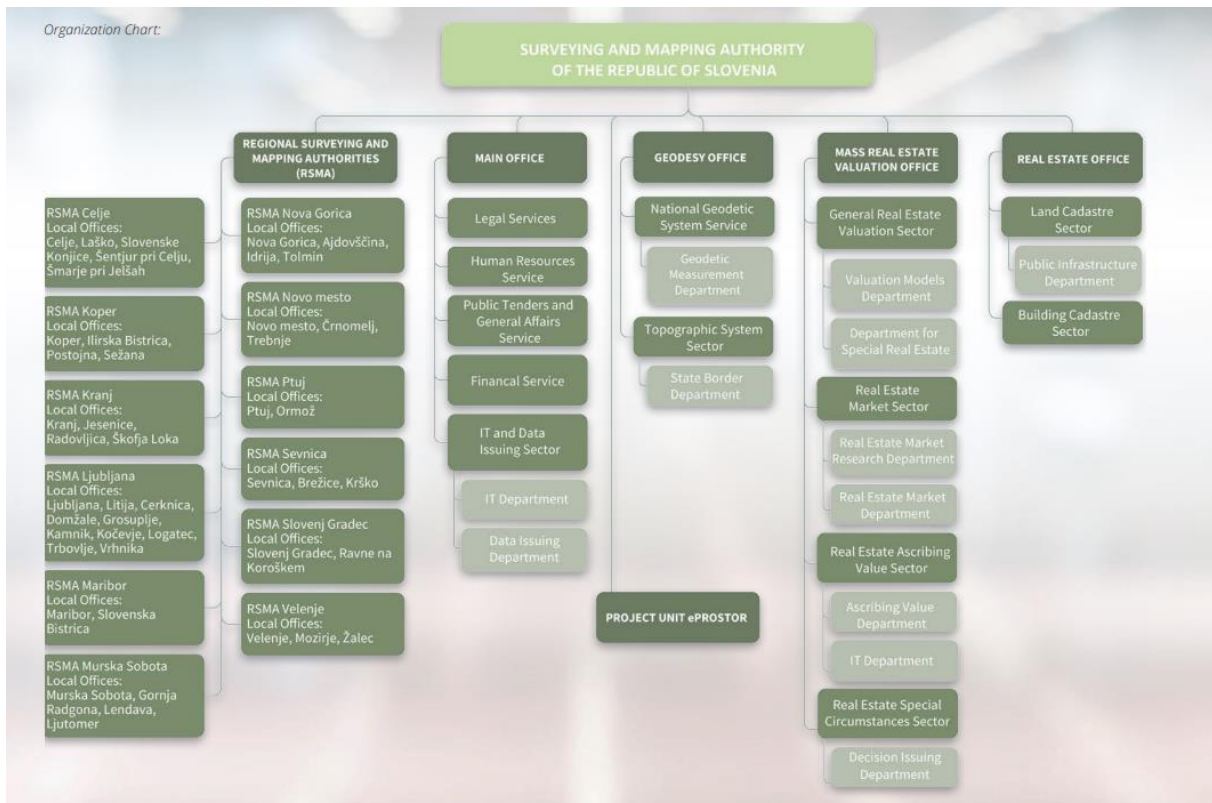 Organization Chart:
SURVEYING AND MAPPING AUTHORITY
OF THE REPUBLIC OF SLOVENIA
REGIONAL SURVEYING AND
MAPPING AUTHORITIES
(RSMA)
RSMA Celje
Local Offices:
Celje, Laško, Slovenske
Konjice, Šentjur pri Celju,
Šmarje pri Jelšah
RSMA Koper
Local Offices:
Koper, Ilirska Bistrica,
Postojna, Sežana
RSMA Kranj
Local Offices:
Kranj, Jesenice,
Radovljica, Škofja Loka
RSMA Ljubljana
Local Offices:
Ljubljana, Litija, Cerknica,
Domžale, Grosuplje,
Kamnik, Kočevje, Logatec,
Trbovlje, Vrhnika
RSMA Maribor
Local Offices:
Maribor, Slovenska
Bistrica
RSMA Murska Sobota
Local Offices:
Murska Sobota, Gornja
Radgona, Lendava,
Ljutomer
RSMA Nova Gorica
Local Offices:
Nova Gorica, Ajdovščina,
Idrija, Tolmin
RSMA Novo mesto
Local Offices:
Novo mesto, Črnomelj,
Trebnje
RSMA Ptuj
Local Offices:
Ptuj, Ormož
RSMA Sevnica
Local Offices:
Sevnica, Brežice, Krško
RSMA Slovenj Gradec
Local Offices:
Slovenj Gradec, Ravne na
Koroškem
RSMA Velenje
Local Offices:
Velenje, Mozirje, Žalec
MAIN OFFICE
Legal Services
Human Resources
Service
Public Tenders and
General Affairs
Service
Financal Service
IT and Data
Issuing Sector
IT Department
Data Issuing
Department
PROJECT UNIT ePROSTOR
GEODESY OFFICE
National Geodetic
System Service
Geodetic
Measurement
Department
Topographic System
Sector
State Border
Department
MASS REAL ESTATE
VALUATION OFFICE
General Real Estate
Valuation Sector
Valuation Models
Department
Department for
Special Real Estate
Real Estate
Market Sector
Real Estate Market
Research Department
Real Estate Market
Department
Real Estate Ascribing
Value Sector
Ascribing Value
Department
IT Department
Real Estate Special
Circumstances Sector
Decision Issuing
Department
REAL ESTATE OFFICE
Land Cadastre
Sector
Public Infrastructure
Department
Building Cadastre
Sector